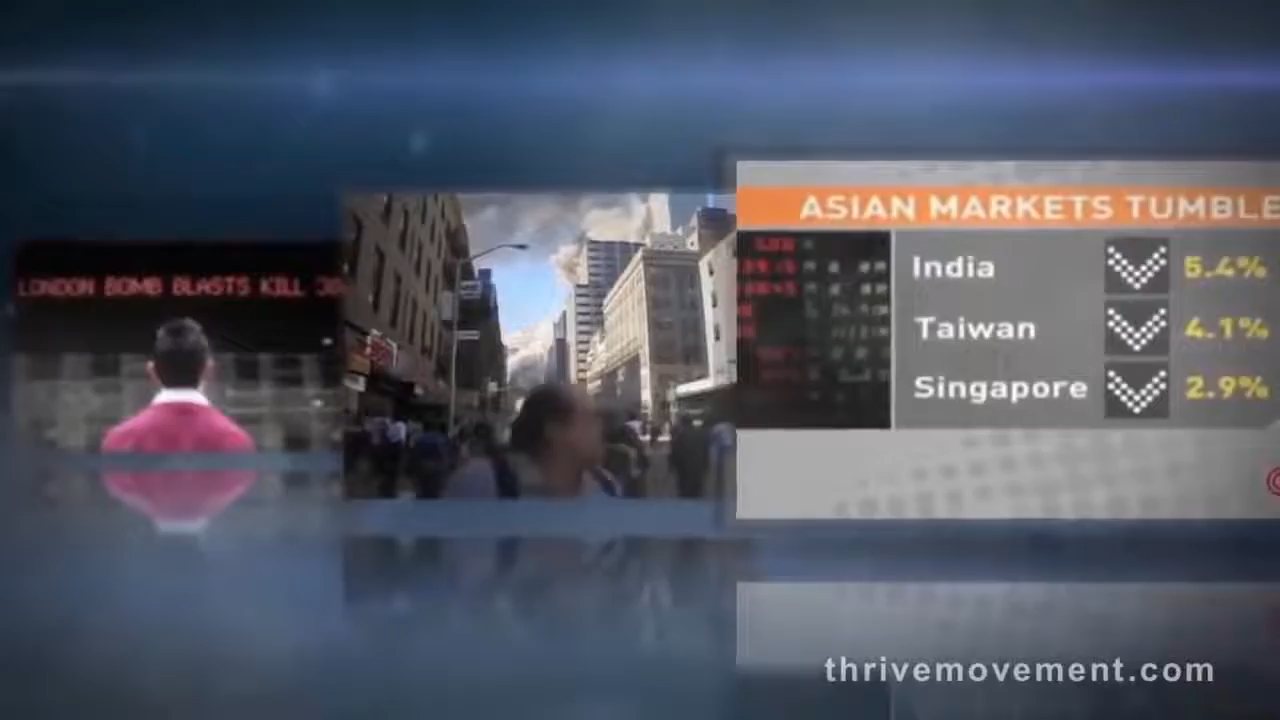 LONDON BOMB BLASTS KILL
ASIAN MARKETS TUMBLE
India 5.4%
Taiwan 4.1%
Singapore 2.9%
thrivemovement.com